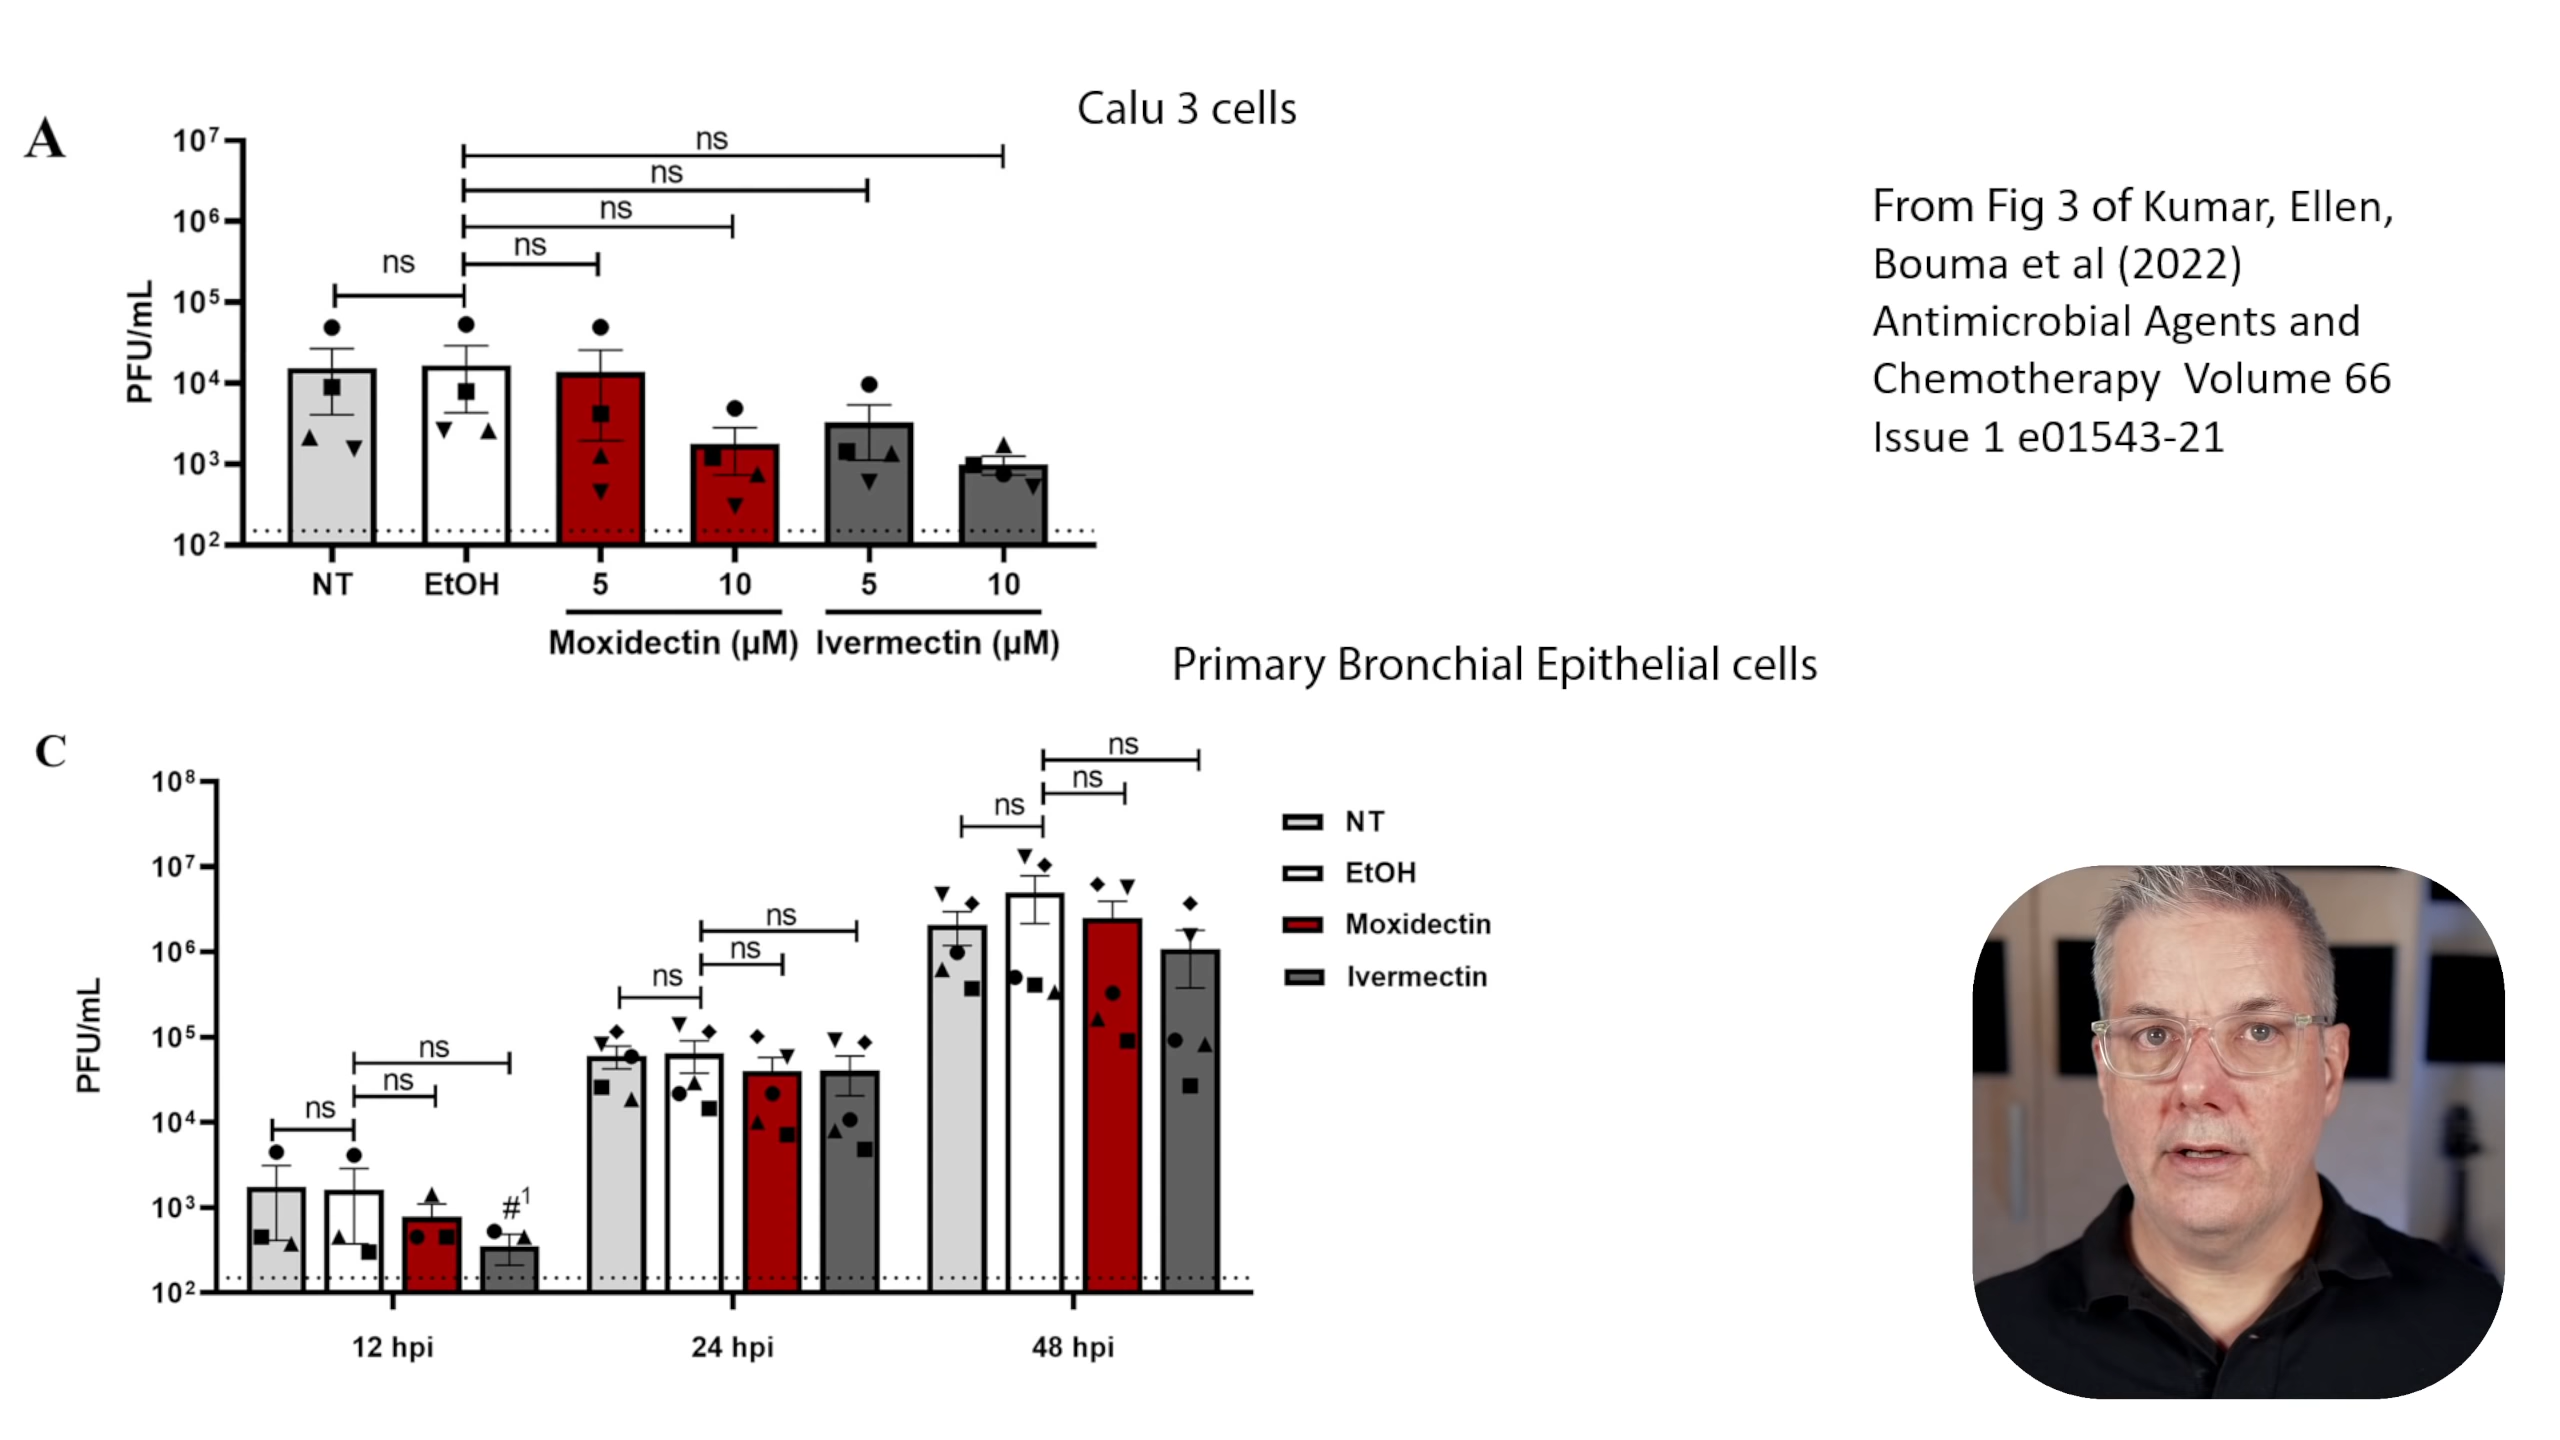 Calu 3 cells
A
10⁷
10⁶
10⁵
10⁴
10³
10²
PFU/mL
ns
ns
ns
ns
ns
NT EtOH 5 10 5 10
Moxidectin (µM) Ivermectin (µM)
From Fig 3 of Kumar, Ellen,
Bouma et al (2022)
Antimicrobial Agents and
Chemotherapy Volume 66
Issue 1 e01543-21
Primary Bronchial Epithelial cells
C
10⁸
10⁷
10⁶
10⁵
10⁴
10³
10²
PFU/mL
ns
ns
ns
ns
ns
ns
ns
ns
ns
#¹
12 hpi 24 hpi 48 hpi
NT
EtOH
Moxidectin
Ivermectin